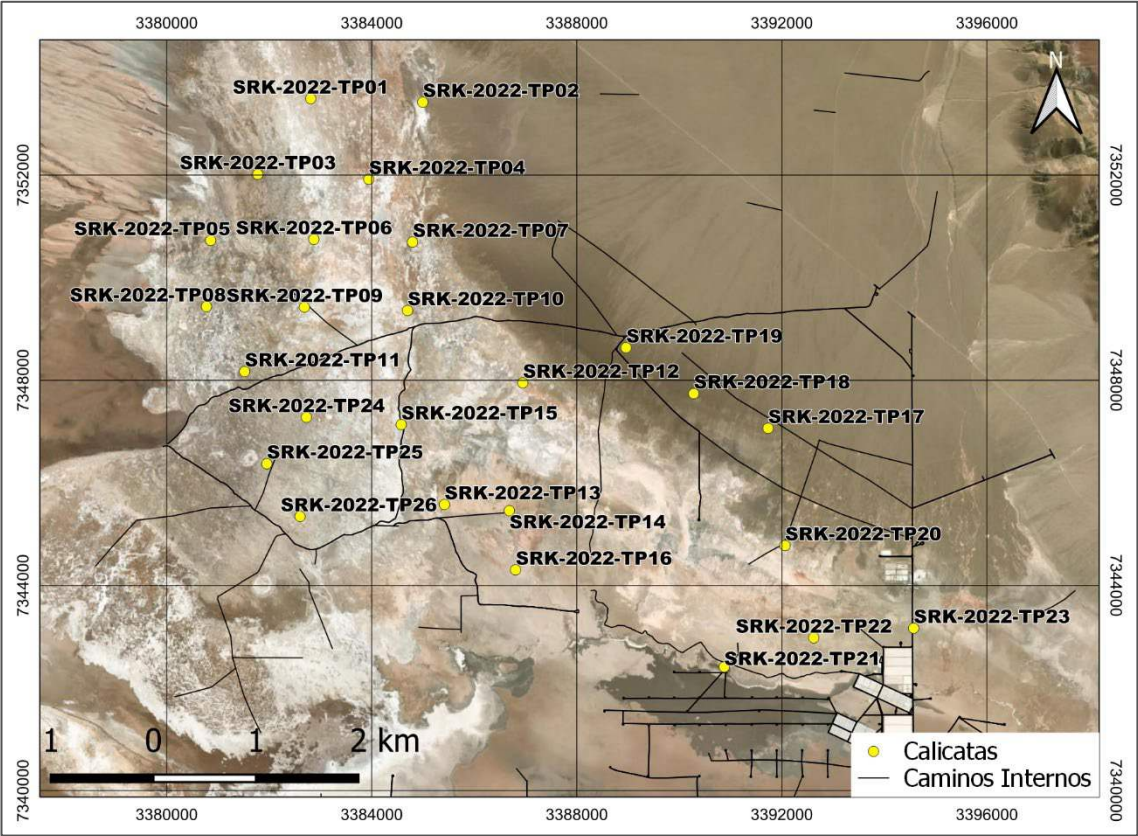 3380000 3384000 3388000 3392000 3396000
N
SRK-2022-TP01
SRK-2022-TP02
SRK-2022-TP03
SRK-2022-TP04
7352000 7352000
SRK-2022-TP05
SRK-2022-TP06
SRK-2022-TP07
SRK-2022-TP08
SRK-2022-TP09
SRK-2022-TP10
SRK-2022-TP19
SRK-2022-TP11
SRK-2022-TP12
7348000 7348000
SRK-2022-TP18
SRK-2022-TP24
SRK-2022-TP15
SRK-2022-TP17
SRK-2022-TP25
SRK-2022-TP13
SRK-2022-TP26
SRK-2022-TP14
SRK-2022-TP20
SRK-2022-TP16
7344000 7344000
SRK-2022-TP23
SRK-2022-TP22
SRK-2022-TP21
1 0 1 2 km
Calicatas
Caminos Internos
7340000 7340000
3380000 3384000 3388000 3392000 3396000